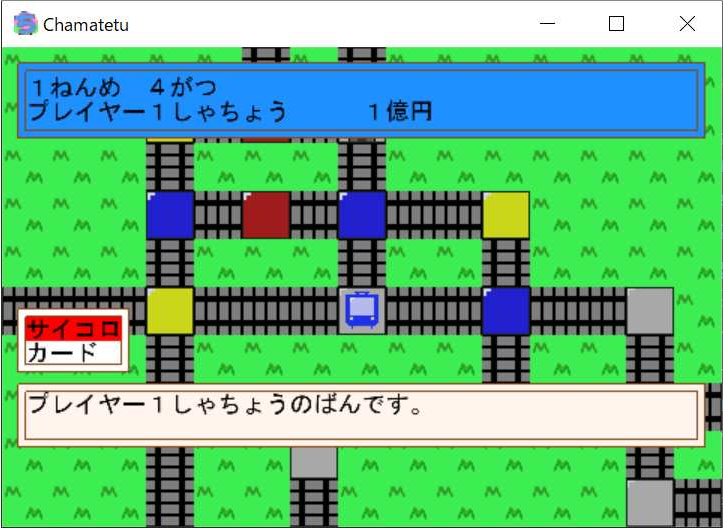 Chamatetu
１ねんめ　４がつ
プレイヤー１しゃちょう　　　１億円
サイコロ
カード
プレイヤー１しゃちょうのばんです。